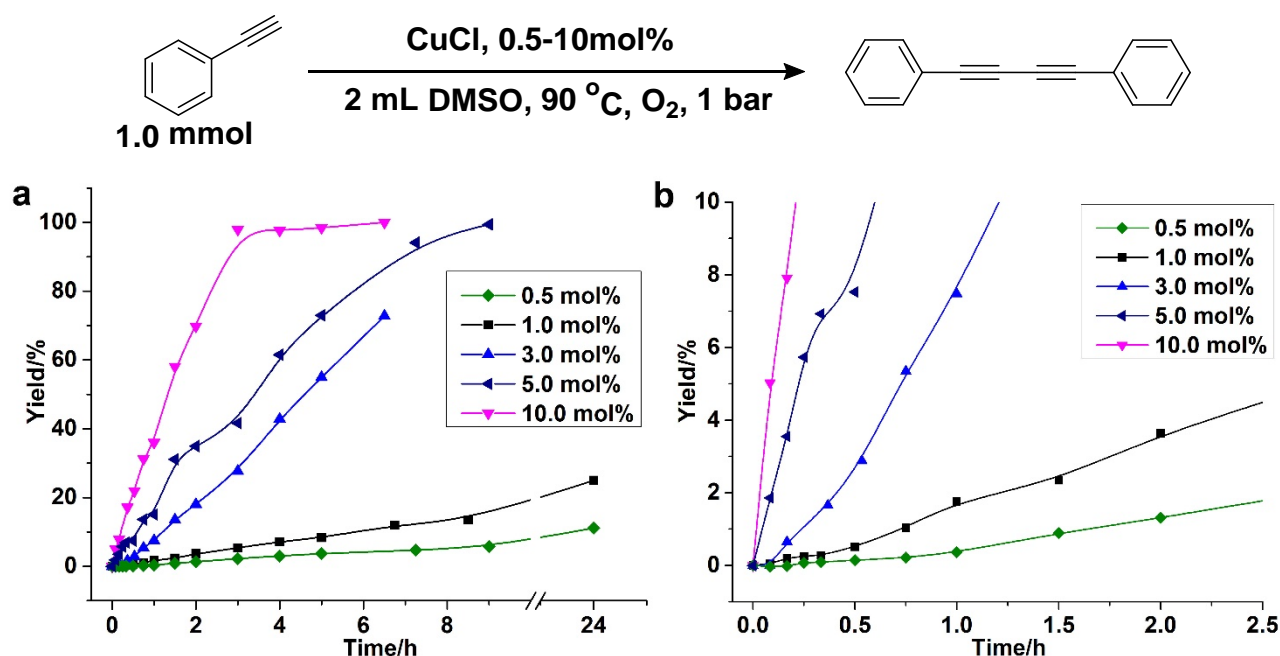 CuCl, 0.5-10mol%
2 mL DMSO, 90 °C, O₂, 1 bar
1.0 mmol
a
Yield/%
100
80
60
40
20
0
0.5 mol%
1.0 mol%
3.0 mol%
5.0 mol%
10.0 mol%
0 2 4 6 8 24
Time/h
b
Yield/%
10
8
6
4
2
0
0.5 mol%
1.0 mol%
3.0 mol%
5.0 mol%
10.0 mol%
0.0 0.5 1.0 1.5 2.0 2.5
Time/h